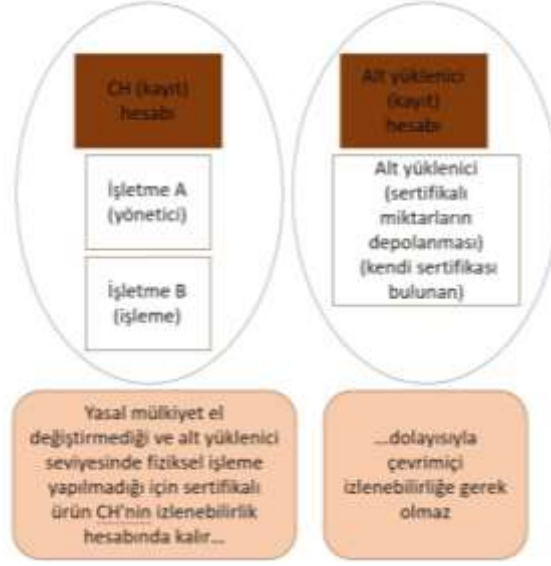 CH (kayıt)
hesabı
İşletme A
(yönetici)
İşletme B
(işleme)
Alt yüklenici
(kayıt)
hesabı
Alt yüklenici
(sertifikalı
miktarların
depolanması)
(kendi sertifikası
bulunan)
Yasal mülkiyet el
değiştirmediği ve alt yüklenici
seviyesinde fiziksel işleme
yapılmadığı için sertifikalı
ürün CH'nin izlenebilirlik
hesabında kalır...
...dolayısıyla
çevrimiçi
izlenebilirliğe gerek
olmaz